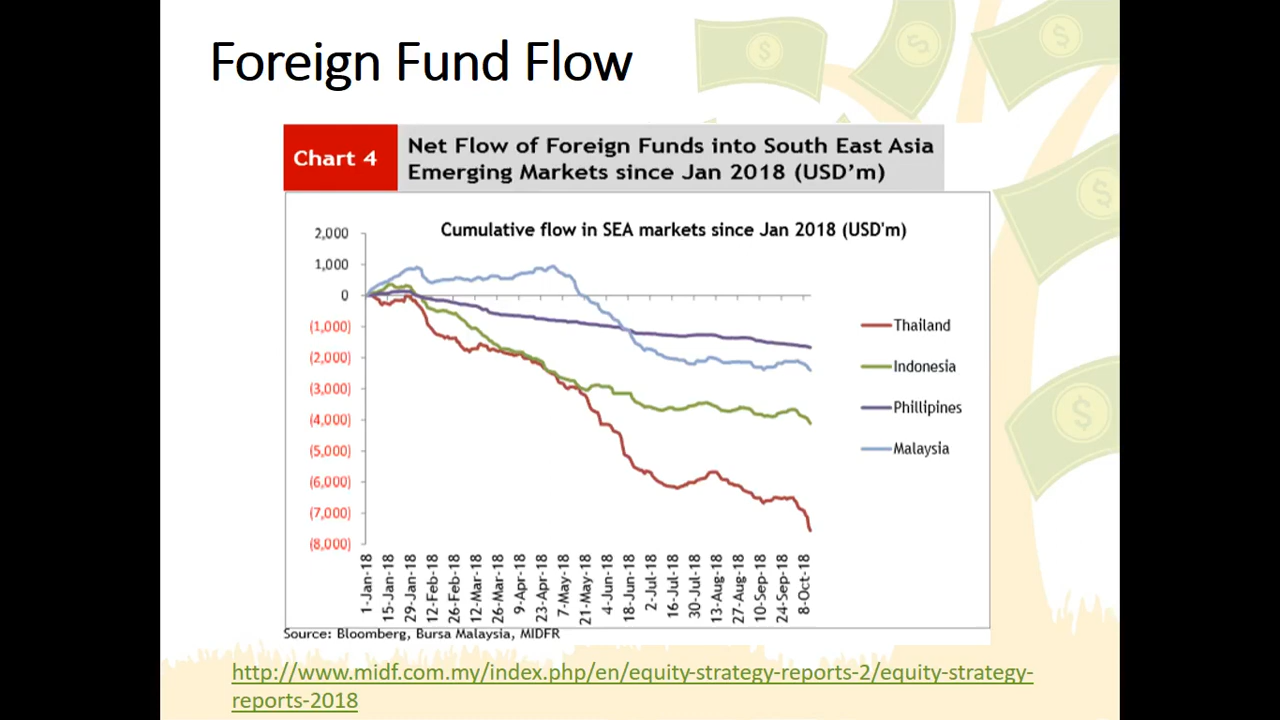 Foreign Fund Flow
Chart 4
Net Flow of Foreign Funds into South East Asia
Emerging Markets since Jan 2018 (USD’m)
Cumulative flow in SEA markets since Jan 2018 (USD'm)
2,000
1,000
0
(1,000)
(2,000)
(3,000)
(4,000)
(5,000)
(6,000)
(7,000)
(8,000)
Thailand
Indonesia
Phillipines
Malaysia
1-Jan-18
15-Jan-18
29-Jan-18
12-Feb-18
26-Feb-18
12-Mar-18
26-Mar-18
9-Apr-18
23-Apr-18
7-May-18
21-May-18
4-Jun-18
18-Jun-18
2-Jul-18
16-Jul-18
30-Jul-18
13-Aug-18
27-Aug-18
10-Sep-18
24-Sep-18
8-Oct-18
Source: Bloomberg, Bursa Malaysia, MIDFR
http://www.midf.com.my/index.php/en/equity-strategy-reports-2/equity-strategy-
reports-2018